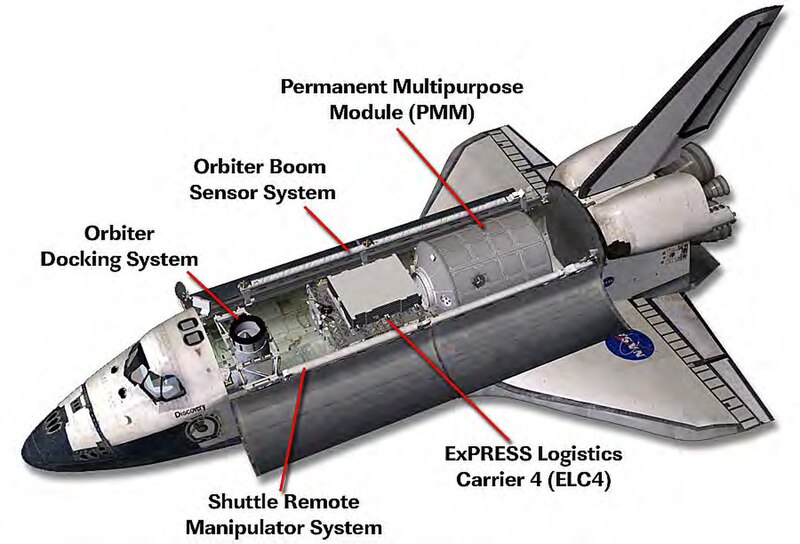 Permanent Multipurpose
Module (PMM)
Orbiter Boom
Sensor System
Orbiter
Docking System
Discovery
NASA
ExPRESS Logistics
Carrier 4 (ELC4)
Shuttle Remote
Manipulator System